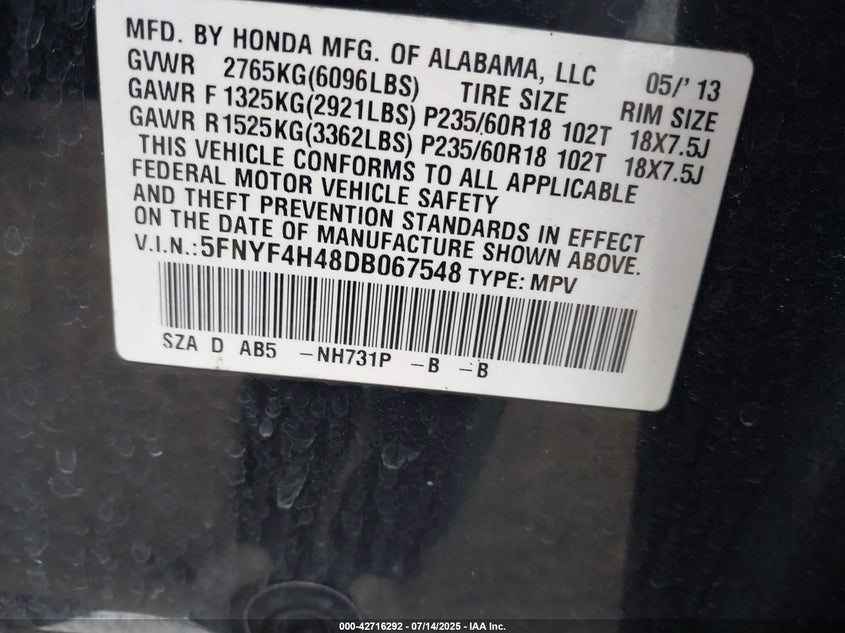 MFD. BY HONDA MFG. OF ALABAMA, LLC 05/' 13
GVWR 2765KG(6096LBS) TIRE SIZE RIM SIZE
GAWR F 1325KG(2921LBS) P235/60R18 102T 18X7.5J
GAWR R1525KG(3362LBS) P235/60R18 102T 18X7.5J
THIS VEHICLE CONFORMS TO ALL APPLICABLE
FEDERAL MOTOR VEHICLE SAFETY
AND THEFT PREVENTION STANDARDS IN EFFECT
ON THE DATE OF MANUFACTURE SHOWN ABOVE.
V.I.N.:5FNYF4H48DB067548 TYPE: MPV
SZA D AB5 -NH731P -B -B
000-42716292 - 07/14/2025 - IAA Inc.